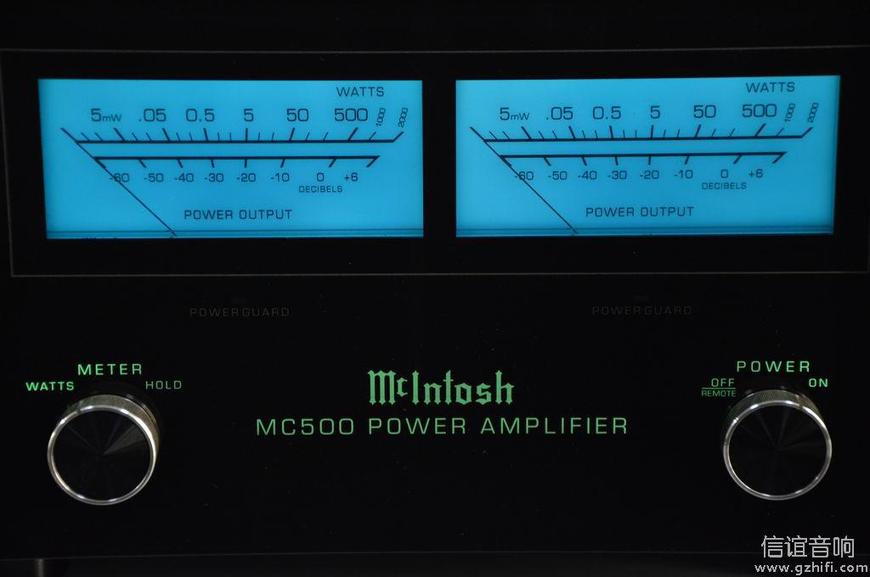 WATTS
5mW .05 0.5 5 50 500 1000 2000
-60 -50 -40 -30 -20 -10 0 +6
DECIBELS
POWER OUTPUT
WATTS
5mW .05 0.5 5 50 500 1000 2000
-60 -50 -40 -30 -20 -10 0 +6
DECIBELS
POWER OUTPUT
POWERGUARD
POWERGUARD
METER
WATTS HOLD
McIntosh
MC500 POWER AMPLIFIER
POWER
OFF ON
REMOTE
信谊音响
www.gzhifi.com